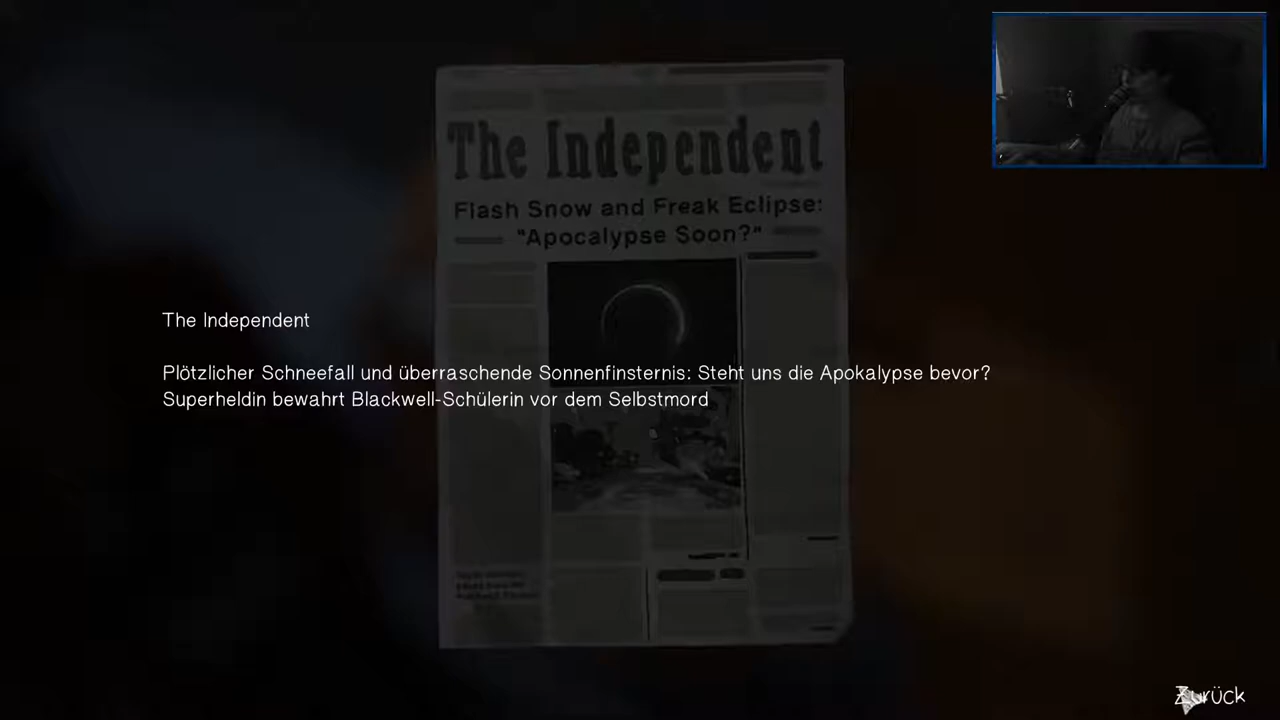 The Independent
Flash Snow and Freak Eclipse:
"Apocalypse Soon?"
The Independent
Plötzlicher Schneefall und überraschende Sonnenfinsternis: Steht uns die Apokalypse bevor?
Superheldin bewahrt Blackwell-Schülerin vor dem Selbstmord
Zurück